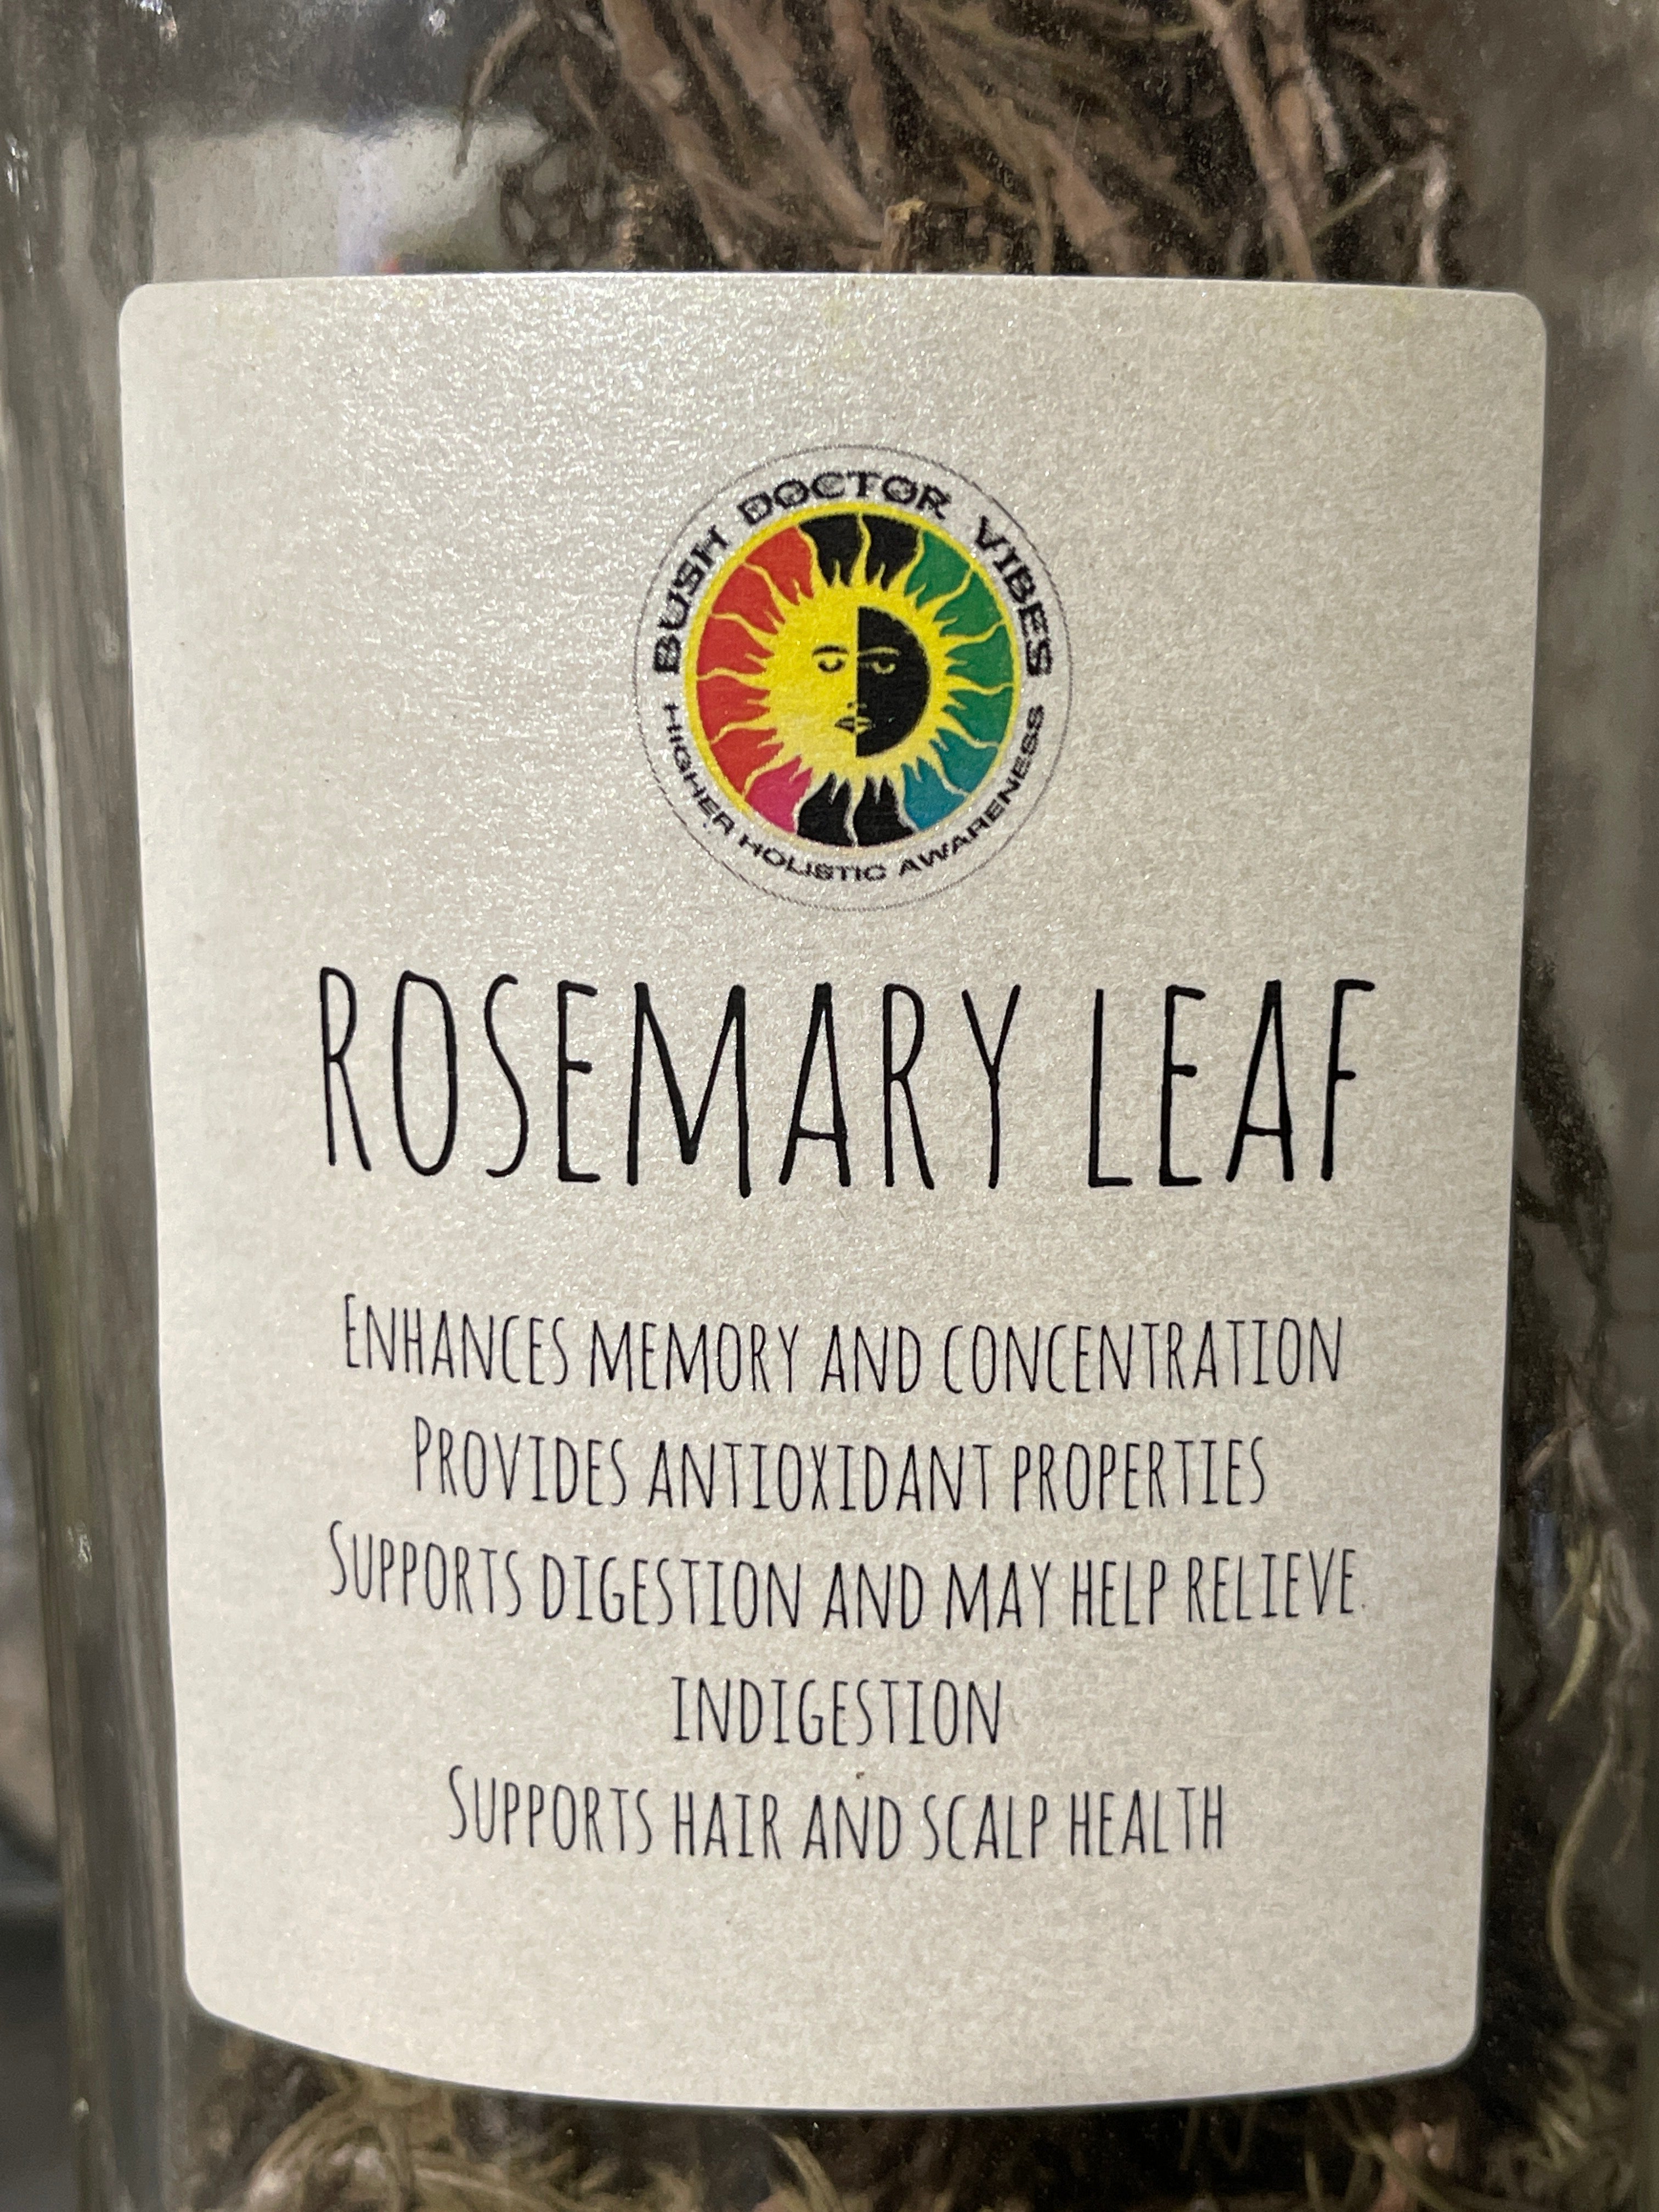 BUSH DOCTOR VIBES
HIGHER HOLISTIC AWARENESS
ROSEMARY LEAF
ENHANCES MEMORY AND CONCENTRATION
PROVIDES ANTIOXIDANT PROPERTIES
SUPPORTS DIGESTION AND MAY HELP RELIEVE
INDIGESTION
SUPPORTS HAIR AND SCALP HEALTH